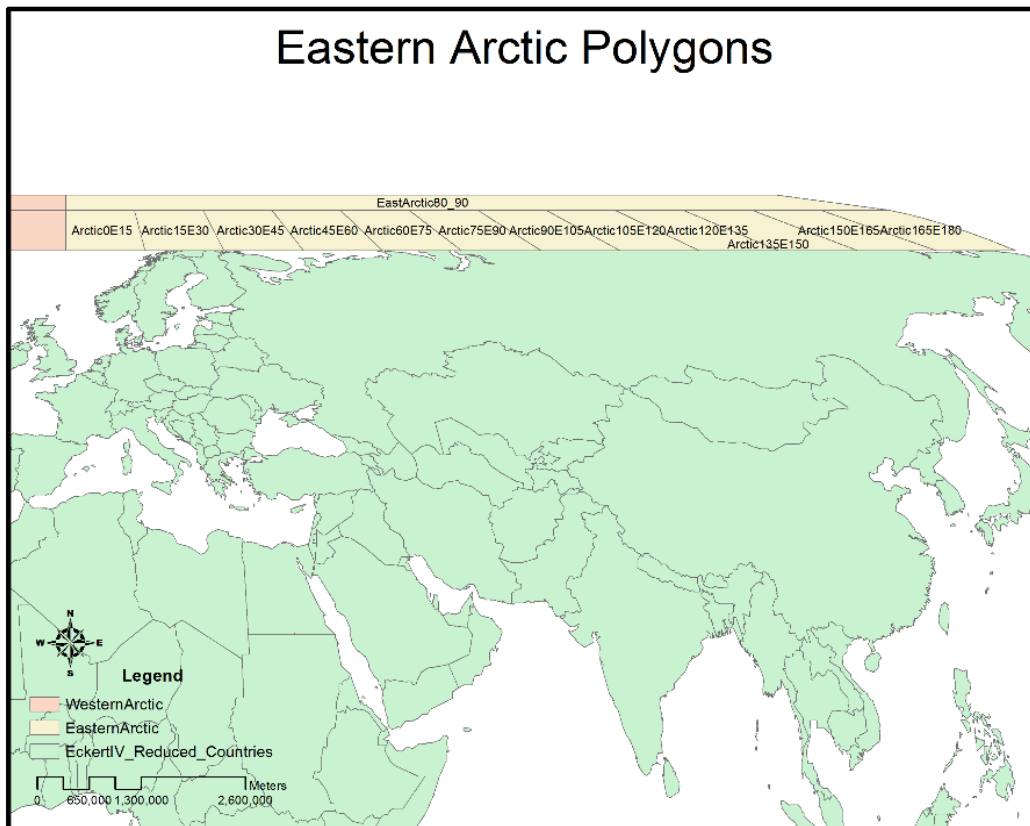 Eastern Arctic Polygons
EastArctic80_90
Arctic0E15 Arctic15E30 Arctic30E45 Arctic45E60 Arctic60E75 Arctic75E90 Arctic90E105 Arctic105E120 Arctic120E135 Arctic150E165 Arctic165E180
Arctic135E150
N
W E
S
Legend
WesternArctic
EasternArctic
EckertIV_Reduced_Countries
Meters
0 650,000 1,300,000 2,600,000